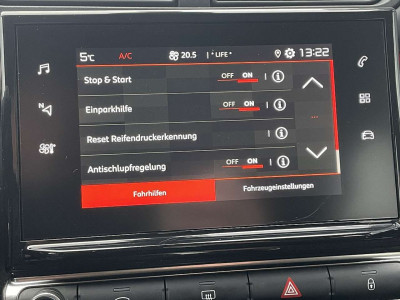 5°C A/C 20.5 | LIFE | 13:22
Stop & Start OFF ON | i
Einparkhilfe OFF ON | i
N
Reset Reifendruckerkennung i
Antischlupfregelung OFF ON | i
Fahrhilfen Fahrzeugeinstellungen